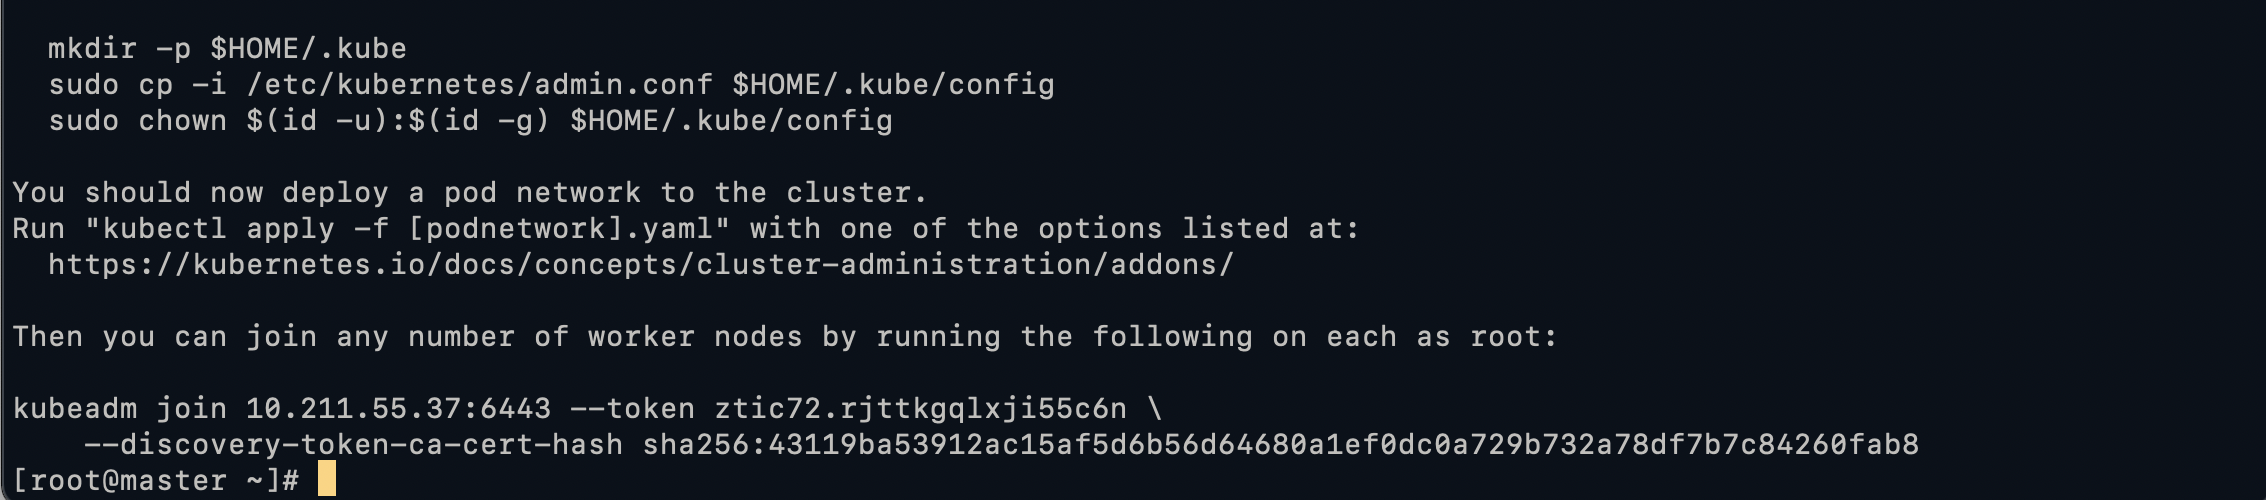 mkdir -p $HOME/.kube
sudo cp -i /etc/kubernetes/admin.conf $HOME/.kube/config
sudo chown $(id -u):$(id -g) $HOME/.kube/config
You should now deploy a pod network to the cluster.
Run "kubectl apply -f [podnetwork].yaml" with one of the options listed at:
https://kubernetes.io/docs/concepts/cluster-administration/addons/
Then you can join any number of worker nodes by running the following on each as root:
kubeadm join 10.211.55.37:6443 --token ztic72.rjttkgqlxji55c6n \
--discovery-token-ca-cert-hash sha256:43119ba53912ac15af5d6b56d64680a1ef0dc0a729b732a78df7b7c84260fab8
[root@master ~]#